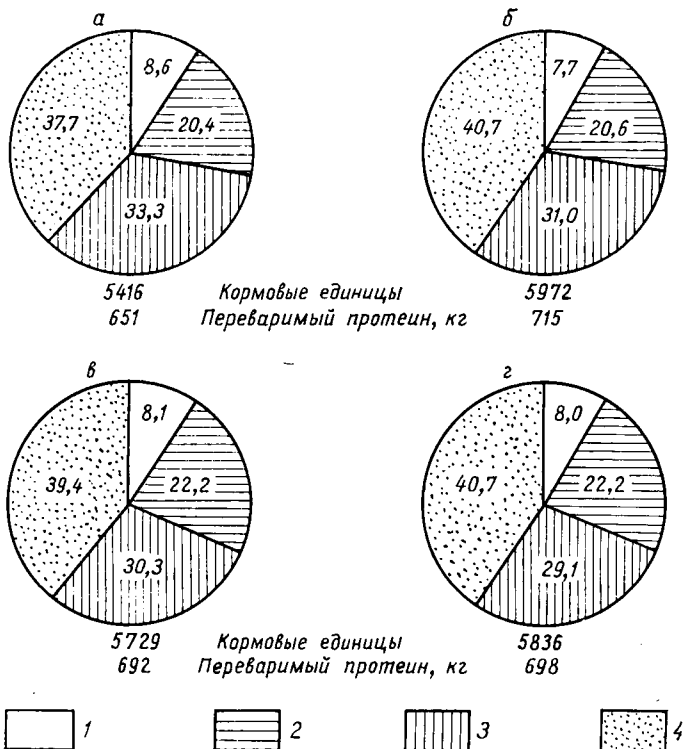 а б
8,6 7,7
37,7 20,4 40,7 20,6
33,3 31,0
5416 Кормовые единицы 5972
651 Переваримый протеин, кг 715
в г
8,1 8,0
39,4 22,2 40,7 22,2
30,3 29,1
5729 Кормовые единицы 5836
692 Переваримый протеин, кг 698
1 2 3 4